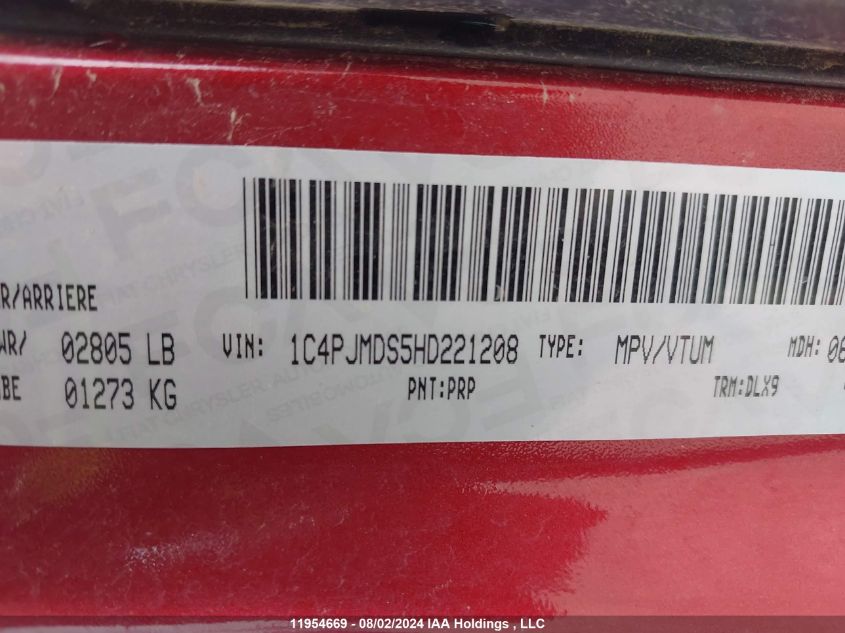 R/ARRIERE
WR/ 02805 LB VIN: 1C4PJMDS5HD221208 TYPE: MPV/VTUM MDH: 06
BE 01273 KG PNT:PRP TRM:DLX9
11954669 - 08/02/2024 IAA Holdings , LLC